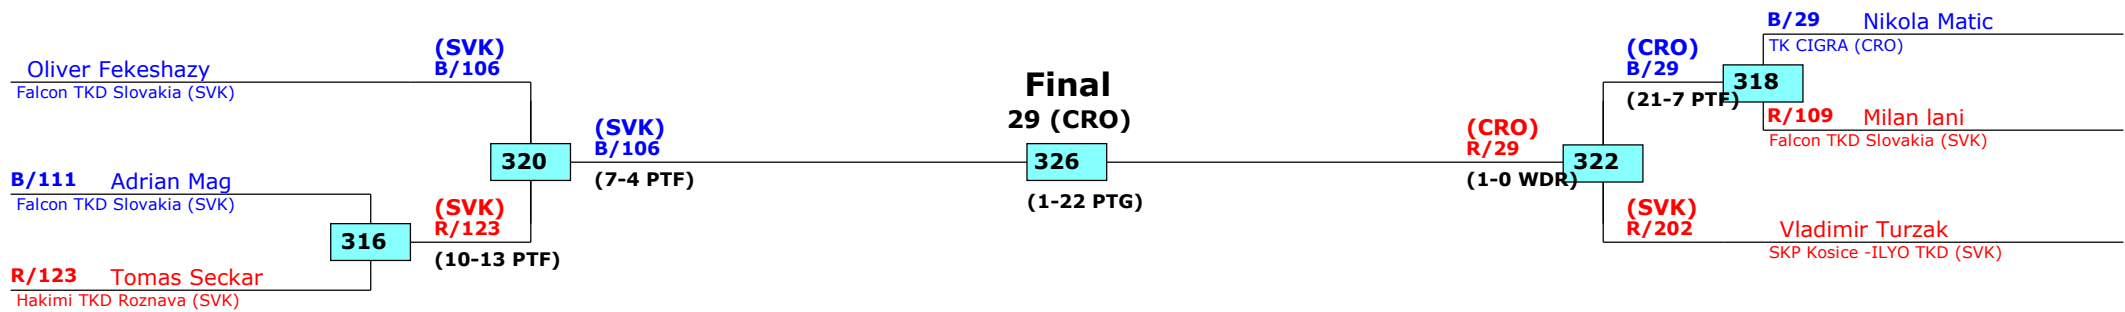 Oliver Fekeshazy
Falcon TKD Slovakia (SVK)
(SVK)
B/106
B/111 Adrian Mag
Falcon TKD Slovakia (SVK)
316
R/123 Tomas Seckar
Hakimi TKD Roznava (SVK)
(SVK)
R/123
(10-13 PTF)
320
(SVK)
B/106
(7-4 PTF)
Final
29 (CRO)
326
(1-22 PTG)
(CRO)
R/29
(1-0 WDR)
322
(CRO)
B/29
(21-7 PTF)
318
B/29 Nikola Matic
TK CIGRA (CRO)
R/109 Milan lani
Falcon TKD Slovakia (SVK)
(SVK)
R/202
Vladimir Turzak
SKP Kosice -ILYO TKD (SVK)